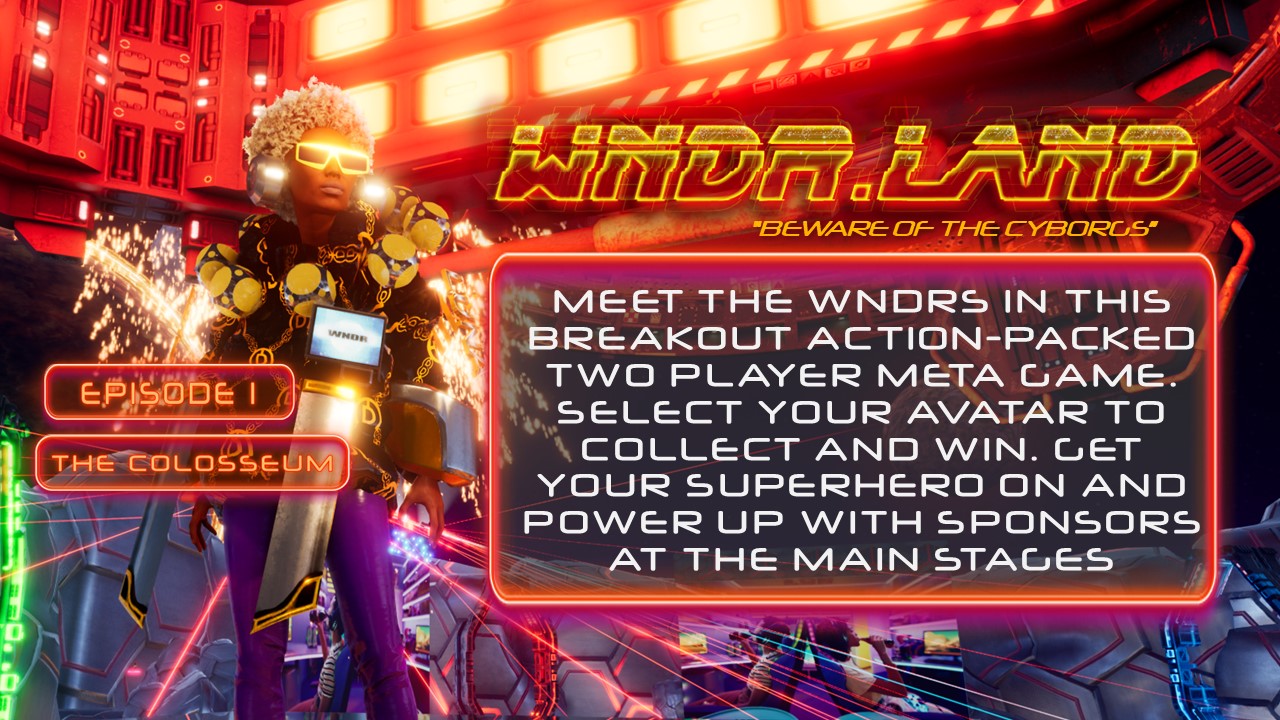 WNDR.LAND
"BEWARE OF THE CYBORGS"
MEET THE WNDRS IN THIS
BREAKOUT ACTION-PACKED
TWO PLAYER META GAME.
SELECT YOUR AVATAR TO
COLLECT AND WIN. GET
YOUR SUPERHERO ON AND
POWER UP WITH SPONSORS
AT THE MAIN STAGES
WNDR
EPISODE 1
THE COLOSSEUM